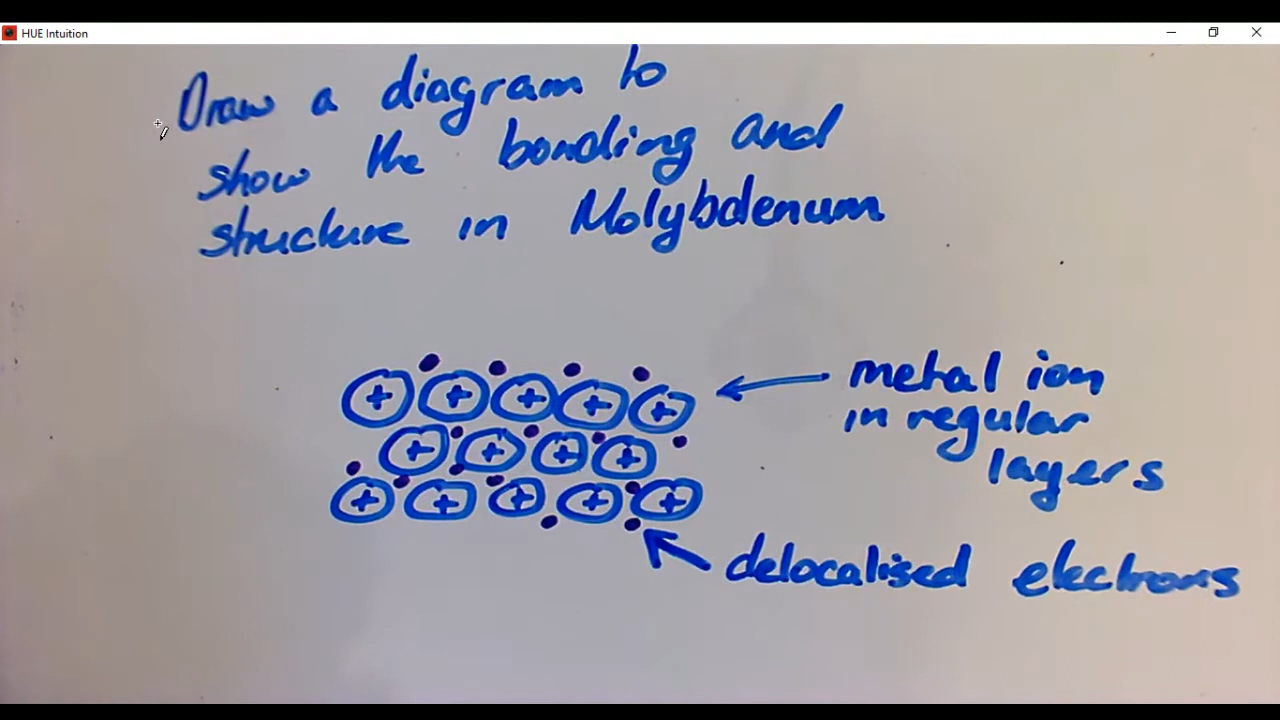 HUE Intuition
Draw a diagram to
show the bonding and
structure in Molybdenum
+ + + + +
metal ion
in regular
layers
+ + + +
+ + + + +
delocalised electrons